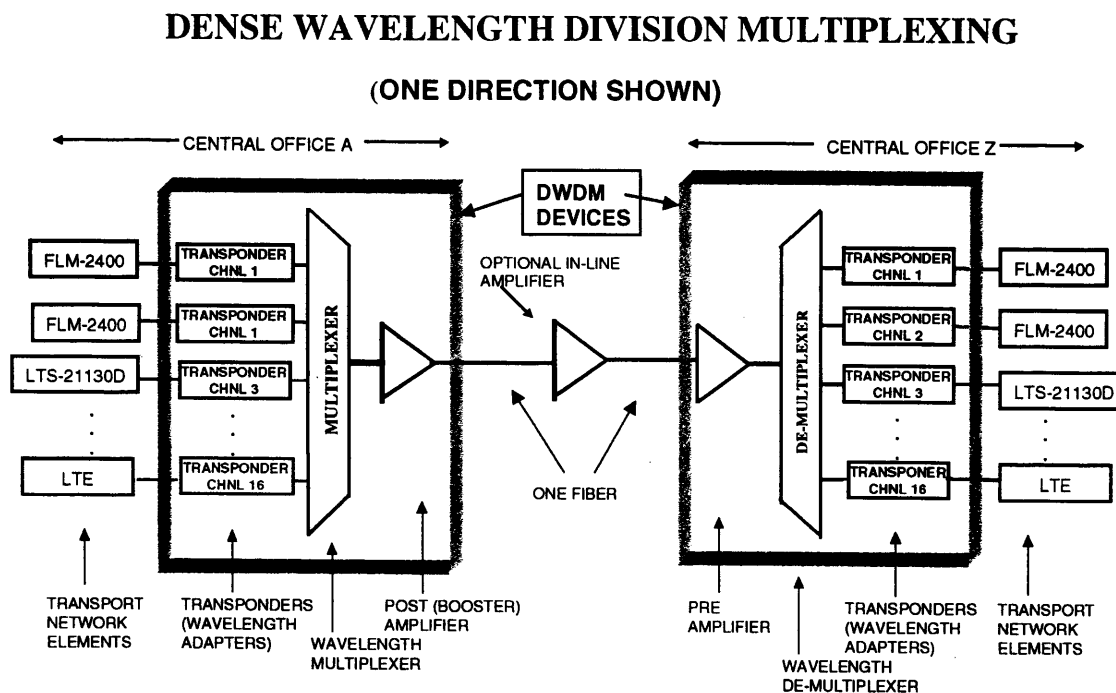 DENSE WAVELENGTH DIVISION MULTIPLEXING
(ONE DIRECTION SHOWN)
CENTRAL OFFICE A
CENTRAL OFFICE Z
DWDM
DEVICES
OPTIONAL IN-LINE
AMPLIFIER
FLM-2400
TRANSPONDER
CHNL 1
FLM-2400
TRANSPONDER
CHNL 1
LTS-21130D
TRANSPONDER
CHNL 3
LTE
TRANSPONDER
CHNL 16
MULTIPLEXER
ONE FIBER
DE-MULTIPLEXER
TRANSPONDER
CHNL 1
FLM-2400
TRANSPONDER
CHNL 2
FLM-2400
TRANSPONDER
CHNL 3
LTS-21130D
TRANSPONER
CHNL 16
LTE
TRANSPORT
NETWORK
ELEMENTS
TRANSPONDERS
(WAVELENGTH
ADAPTERS)
WAVELENGTH
MULTIPLEXER
POST (BOOSTER)
AMPLIFIER
PRE
AMPLIFIER
WAVELENGTH
DE-MULTIPLEXER
TRANSPONDERS
(WAVELENGTH
ADAPTERS)
TRANSPORT
NETWORK
ELEMENTS